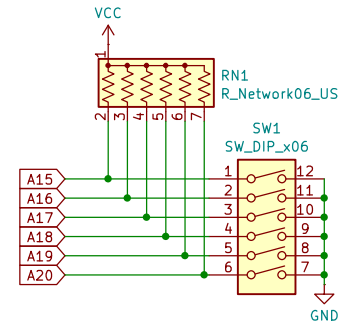 VCC
1
RN1
R_Network06_US
2 3 4 5 6 7
SW1
SW_DIP_x06
A15 1 12
A16 2 11
A17 3 10
A18 4 9
A19 5 8
A20 6 7
GND